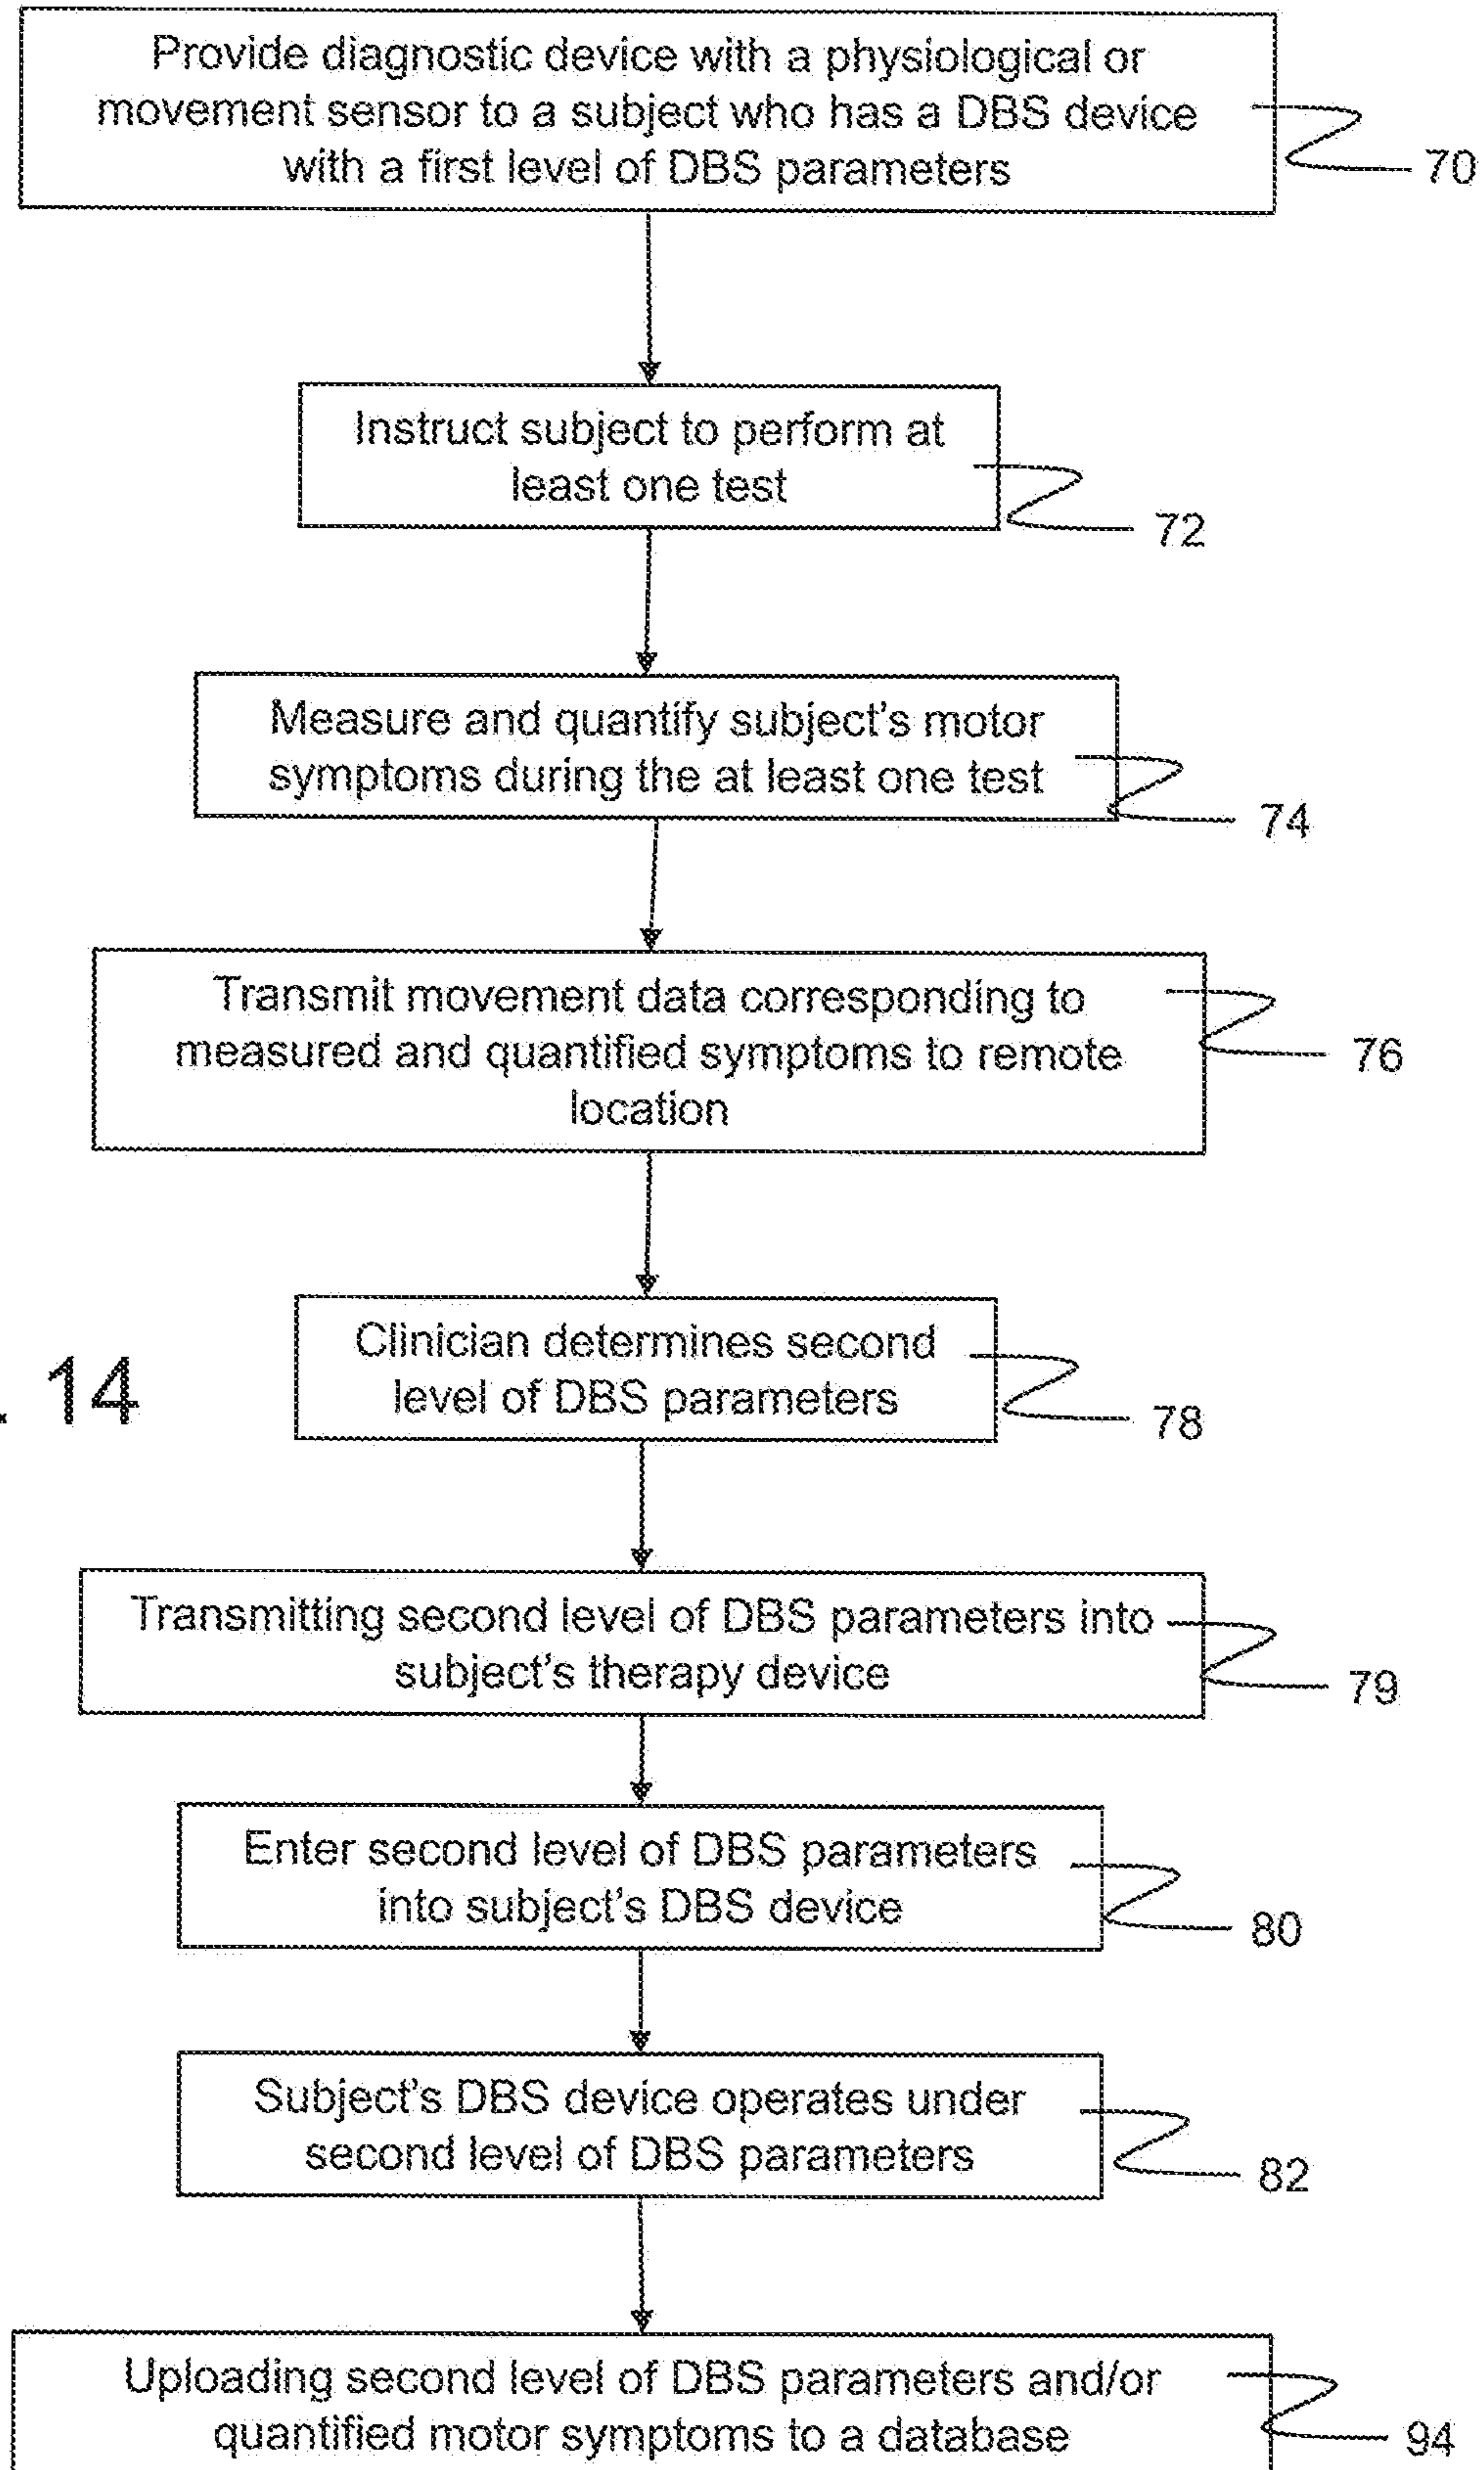 Provide diagnostic device with a physiological or
movement sensor to a subject who has a DBS device
with a first level of DBS parameters
70
Instruct subject to perform at
least one test
72
Measure and quantify subject's motor
symptoms during the at least one test
74
Transmit movement data corresponding to
measured and quantified symptoms to remote
location
76
14
Clinician determines second
level of DBS parameters
78
Transmitting second level of DBS parameters into
subject's therapy device
79
Enter second level of DBS parameters
into subject's DBS device
80
Subject's DBS device operates under
second level of DBS parameters
82
Uploading second level of DBS parameters and/or
quantified motor symptoms to a database
94